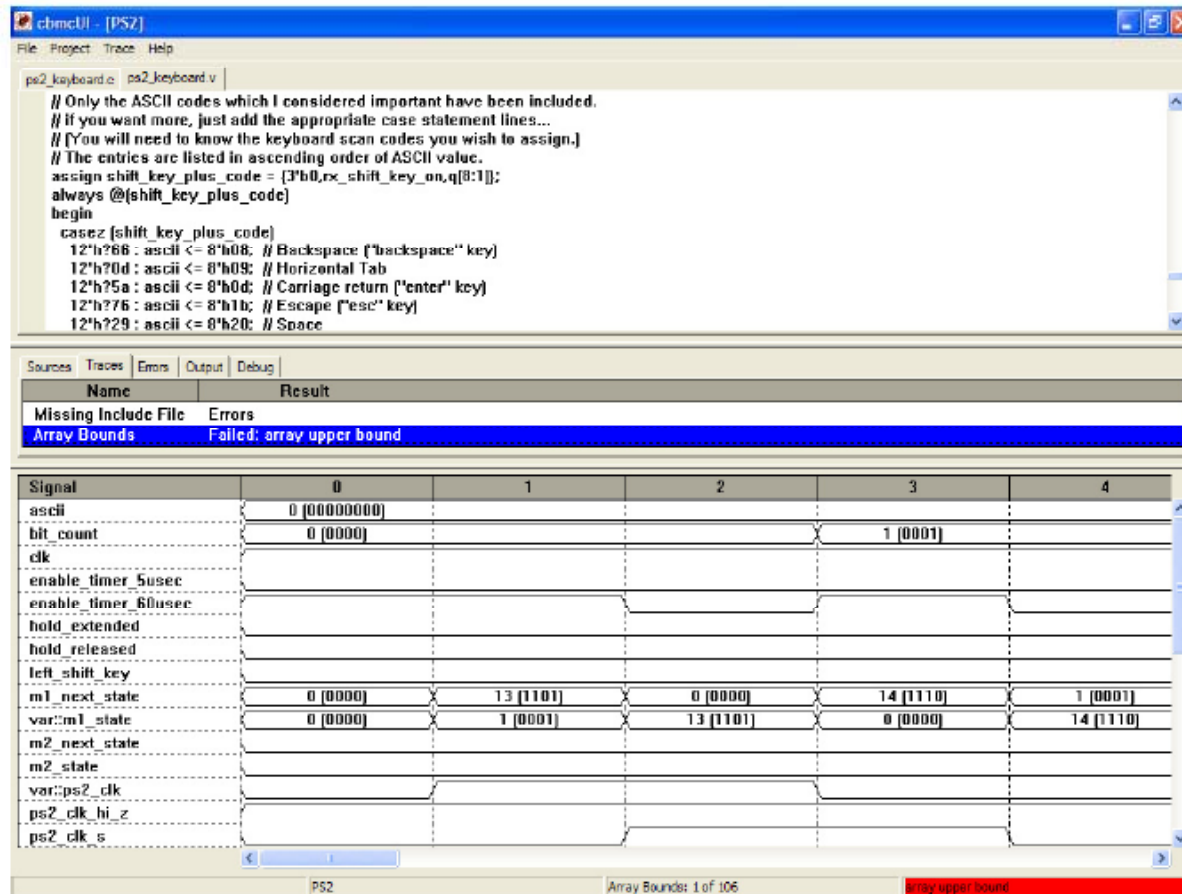 cbmcUI - [PS2]
File Project Trace Help
ps2_keyboard.c ps2_keyboard.v
// Only the ASCII codes which I considered important have been included.
// if you want more, just add the appropriate case statement lines...
// (You will need to know the keyboard scan codes you wish to assign.)
// The entries are listed in ascending order of ASCII value.
assign shift_key_plus_code = {3'b0,rx_shift_key_on,q[8:1]};
always @(shift_key_plus_code)
begin
casez (shift_key_plus_code)
12'h?66 : ascii <= 8'h08; // Backspace ("backspace" key)
12'h?0d : ascii <= 8'h09; // Horizontal Tab
12'h?5a : ascii <= 8'h0d; // Carriage return ("enter" key)
12'h?76 : ascii <= 8'h1b; // Escape ("esc" key)
12'h?29 : ascii <= 8'h20; // Space
Sources Traces Errors Output Debug
Name Result
Missing Include File Errors
Array Bounds Failed: array upper bound
Signal 0 1 2 3 4
ascii 0 (00000000)
bit_count 0 (0000) 1 (0001)
clk
enable_timer_5usec
enable_timer_60usec
hold_extended
hold_released
left_shift_key
m1_next_state 0 (0000) 13 (1101) 0 (0000) 14 (1110) 1 (0001)
var::m1_state 0 (0000) 1 (0001) 13 (1101) 0 (0000) 14 (1110)
m2_next_state
m2_state
var::ps2_clk
ps2_clk_hi_z
ps2_clk_s
PS2 Array Bounds: 1 of 106 array upper bound